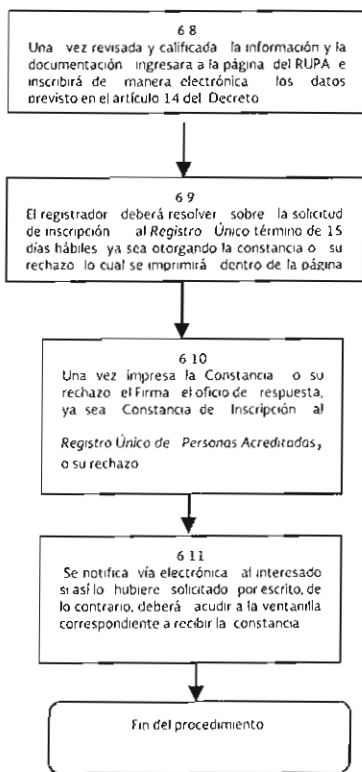 6 8
Una vez revisada y calificada la información y la
documentación ingresara a la página del RUPA e
inscribirá de manera electrónica los datos
previsto en el artículo 14 del Decreto
6 9
El registrador deberá resolver sobre la solicitud
de inscripción al Registro Único término de 15
días hábiles ya sea otorgando la constancia o su
rechazo lo cual se imprimirá dentro de la página
6 10
Una vez impresa la Constancia o su
rechazo el Firma el oficio de respuesta,
ya sea Constancia de Inscripción al
Registro Único de Personas Acreditadas,
o su rechazo
6 11
Se notifica vía electrónica al interesado
si así lo hubiere solicitado por escrito, de
lo contrario, deberá acudir a la ventanilla
correspondiente a recibir la constancia
Fin del procedimiento